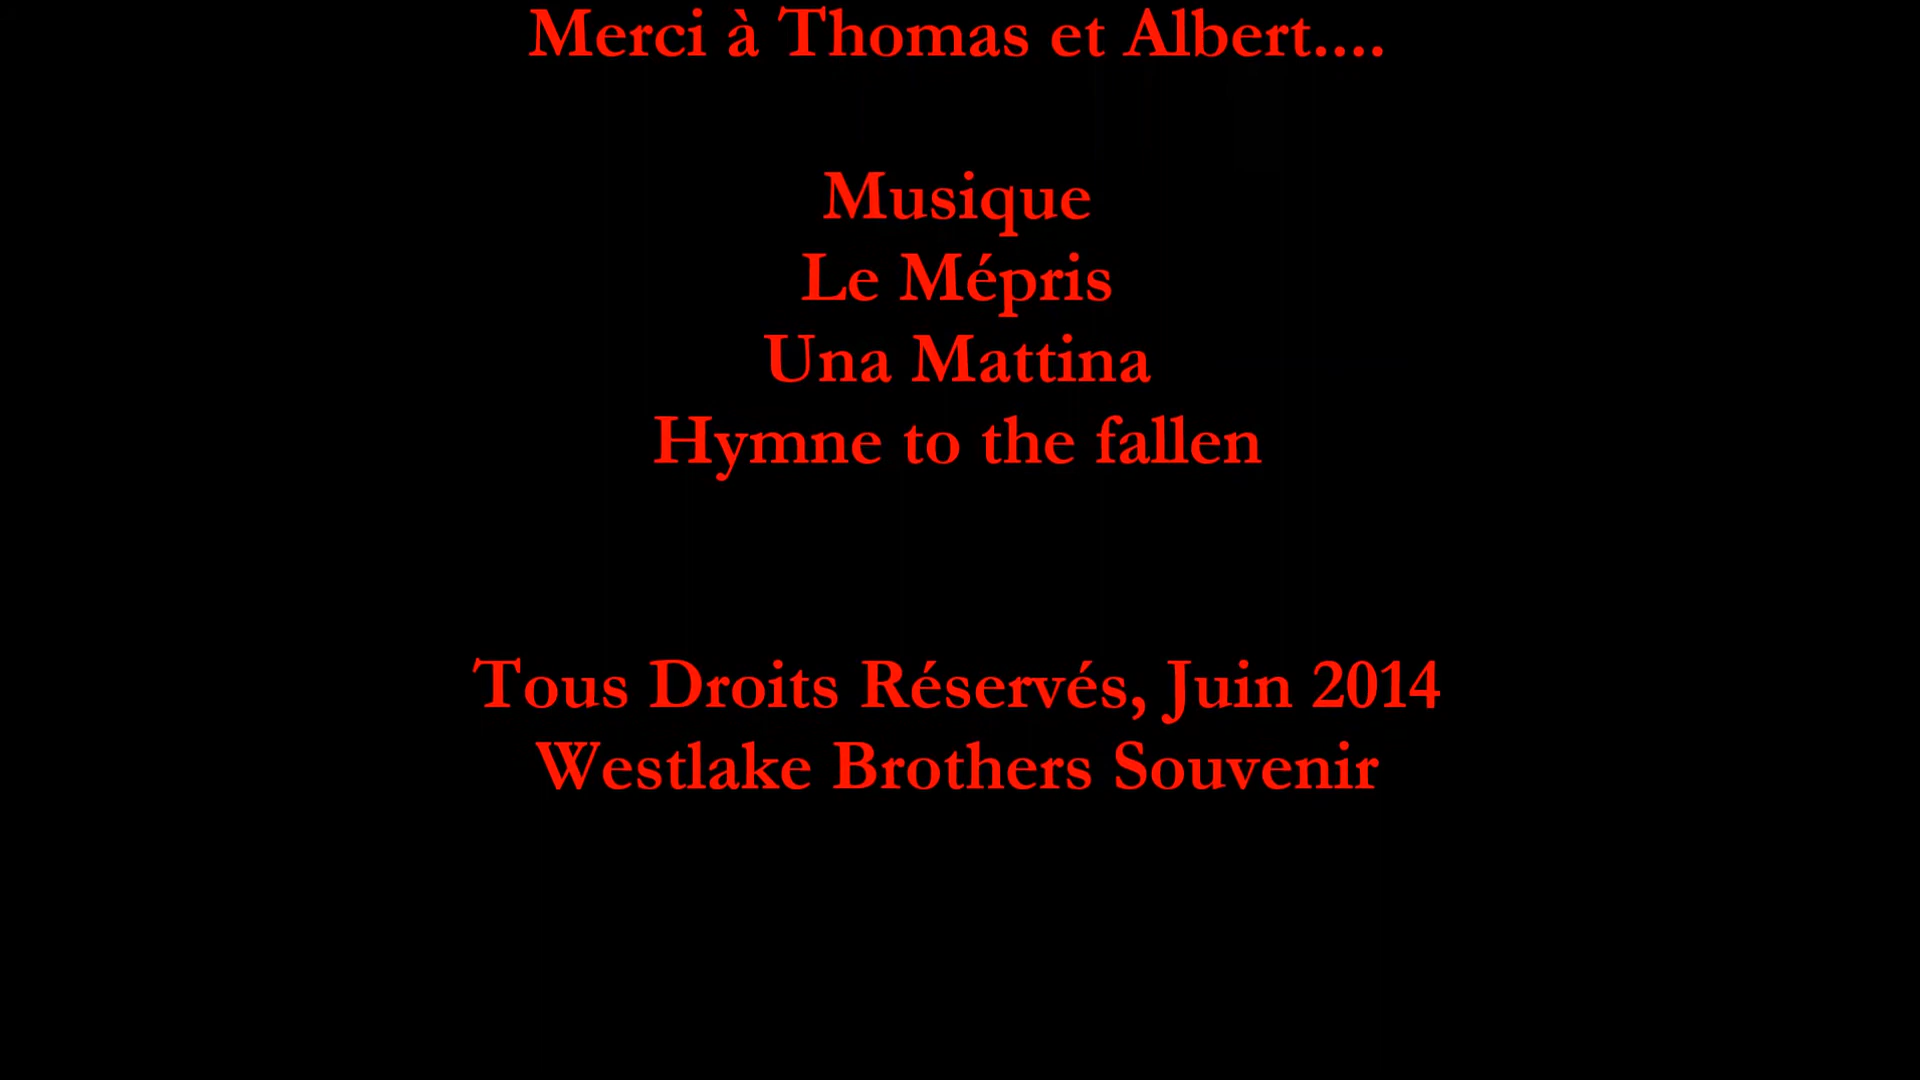 Merci à Thomas et Albert....
Musique
Le Mépris
Una Mattina
Hymne to the fallen
Tous Droits Réservés, Juin 2014
Westlake Brothers Souvenir